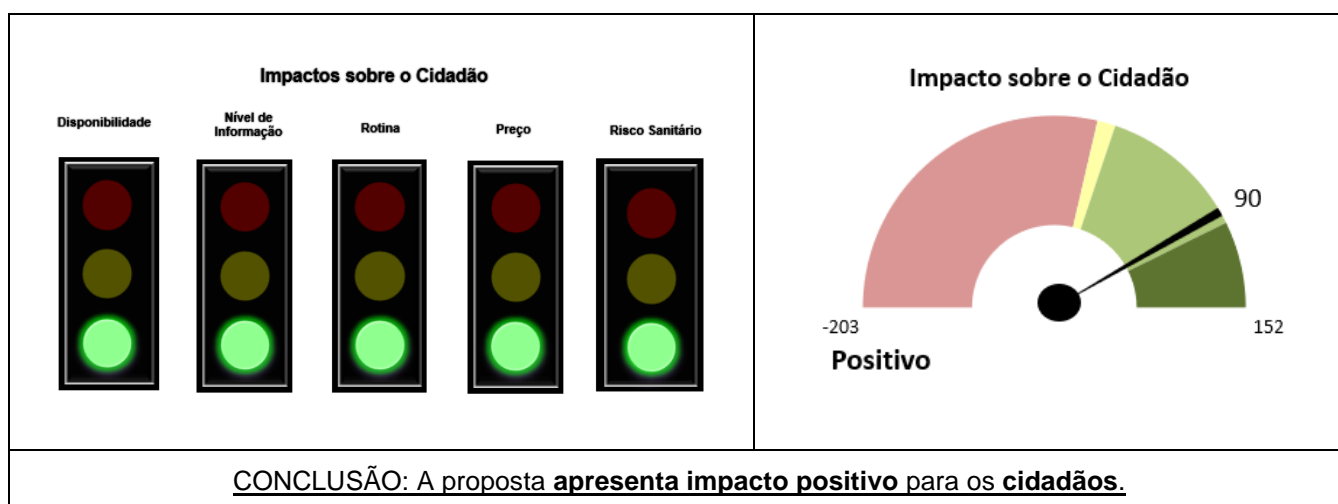 Impactos sobre o Cidadão
Disponibilidade
Nível de
Informação
Rotina
Preço
Risco Sanitário
Impacto sobre o Cidadão
90
-203
152
Positivo
CONCLUSÃO: A proposta apresenta impacto positivo para os cidadãos.